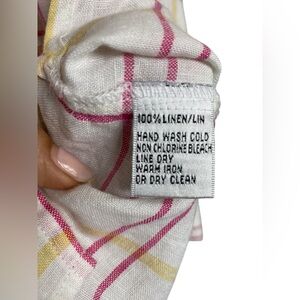 100% LINEN/LIN
HAND WASH COLD
NON CHLORINE BLEACH
LINE DRY
WARM IRON
OR DRY CLEAN